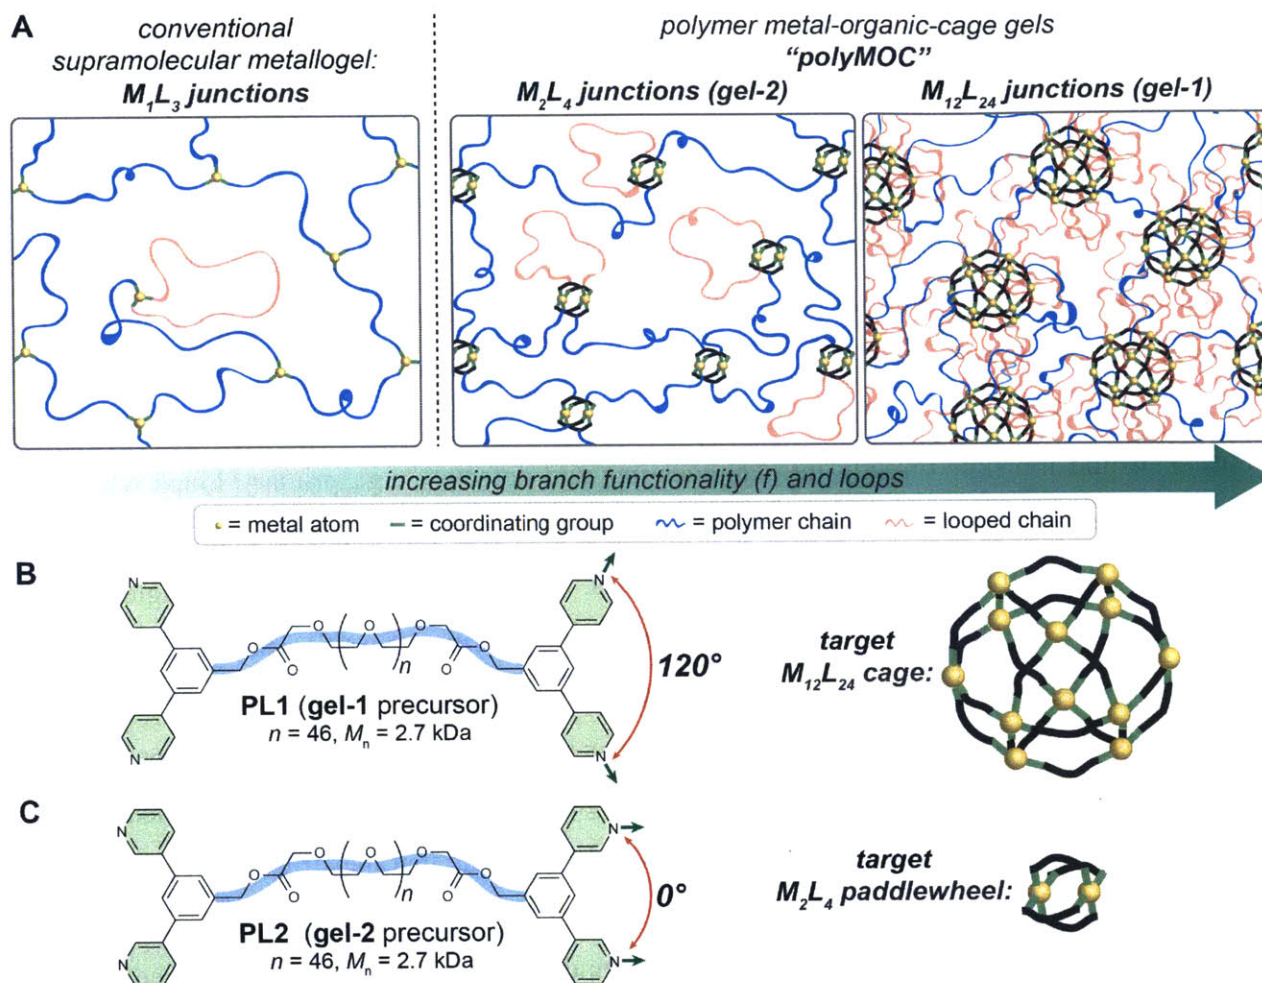 A
conventional
supramolecular metallogel:
M₁L₃ junctions
polymer metal-organic-cage gels
“polyMOC”
M₂L₄ junctions (gel-2)
M₁₂L₂₄ junctions (gel-1)
increasing branch functionality (f) and loops
= metal atom
= coordinating group
= polymer chain
= looped chain
B
N
N
N
N
O
O
O
O
O
O
O
n
120°
PL1 (gel-1 precursor)
n = 46, Mₙ = 2.7 kDa
target
M₁₂L₂₄ cage:
C
N
N
N
N
O
O
O
O
O
O
O
n
0°
PL2 (gel-2 precursor)
n = 46, Mₙ = 2.7 kDa
target
M₂L₄ paddlewheel: